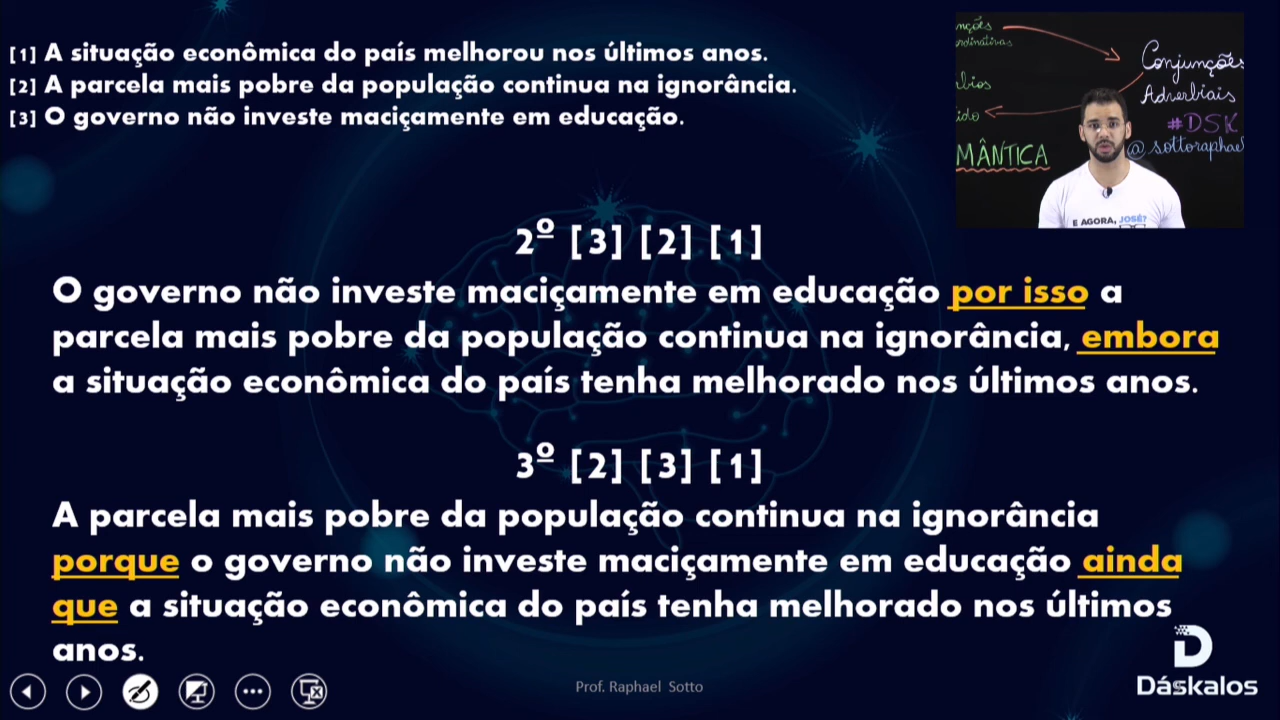 [1] A situação econômica do país melhorou nos últimos anos.
[2] A parcela mais pobre da população continua na ignorância.
[3] O governo não investe maciçamente em educação.
Conjunções
Adverbiais
#DSK
@sottoraphael
MÂNTICA
E AGORA, JOSÉ?
2º [3] [2] [1]
O governo não investe maciçamente em educação por isso a
parcela mais pobre da população continua na ignorância, embora
a situação econômica do país tenha melhorado nos últimos anos.
3º [2] [3] [1]
A parcela mais pobre da população continua na ignorância
porque o governo não investe maciçamente em educação ainda
que a situação econômica do país tenha melhorado nos últimos
anos.
Prof. Raphael Sotto
Dáskalos